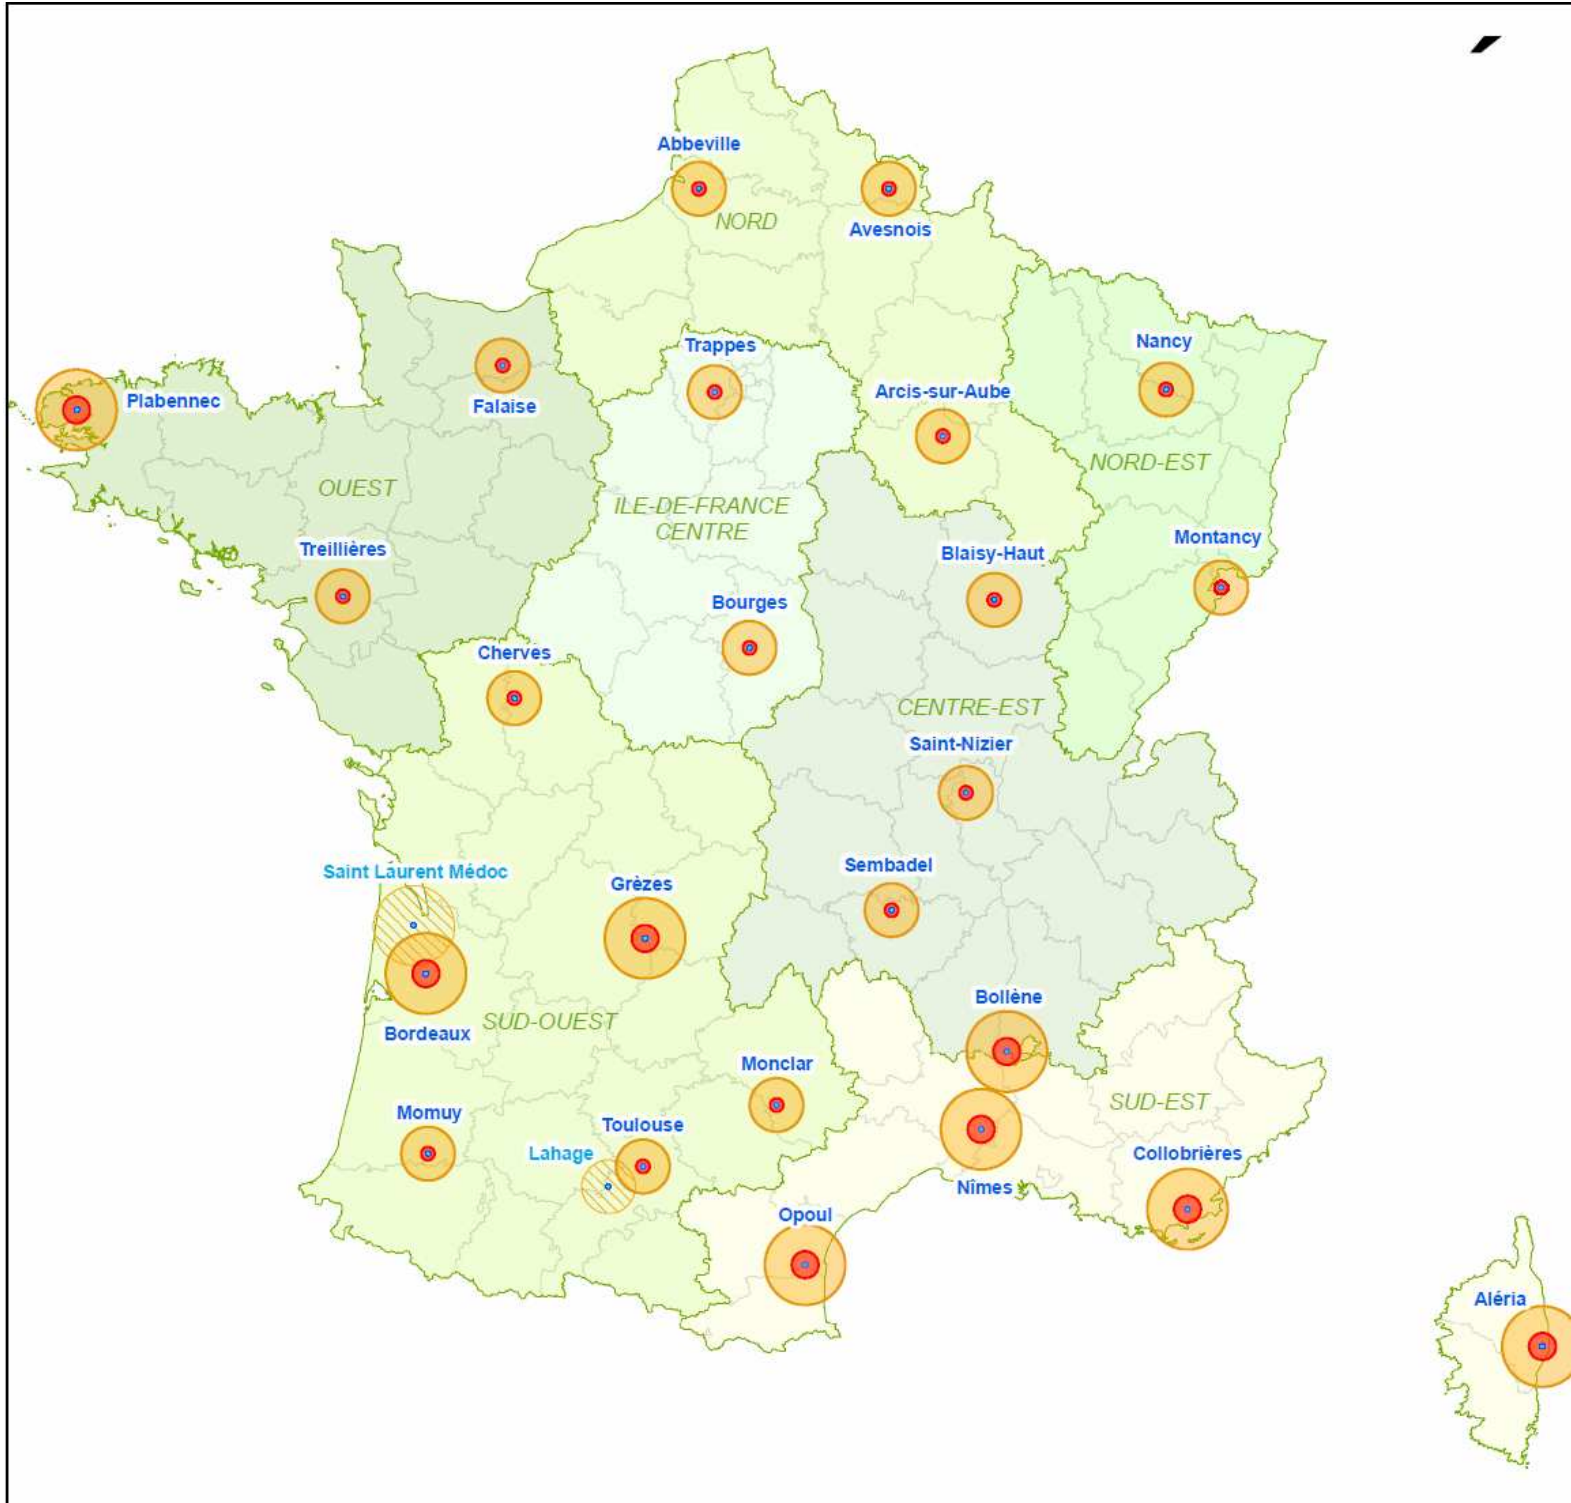 Abbeville
NORD
Avesnois
Trappes
Nancy
Falaise
Plabennec
Arcis-sur-Aube
NORD-EST
OUEST
ILE-DE-FRANCE
CENTRE
Treillières
Blaisy-Haut
Montancy
Bourges
Cherves
CENTRE-EST
Saint-Nizier
Saint Laurent Médoc
Grèzes
Sembadel
Bollène
SUD-OUEST
Bordeaux
Monclar
SUD-EST
Momuy
Toulouse
Lahage
Collobrières
Nîmes
Opoul
Aléria